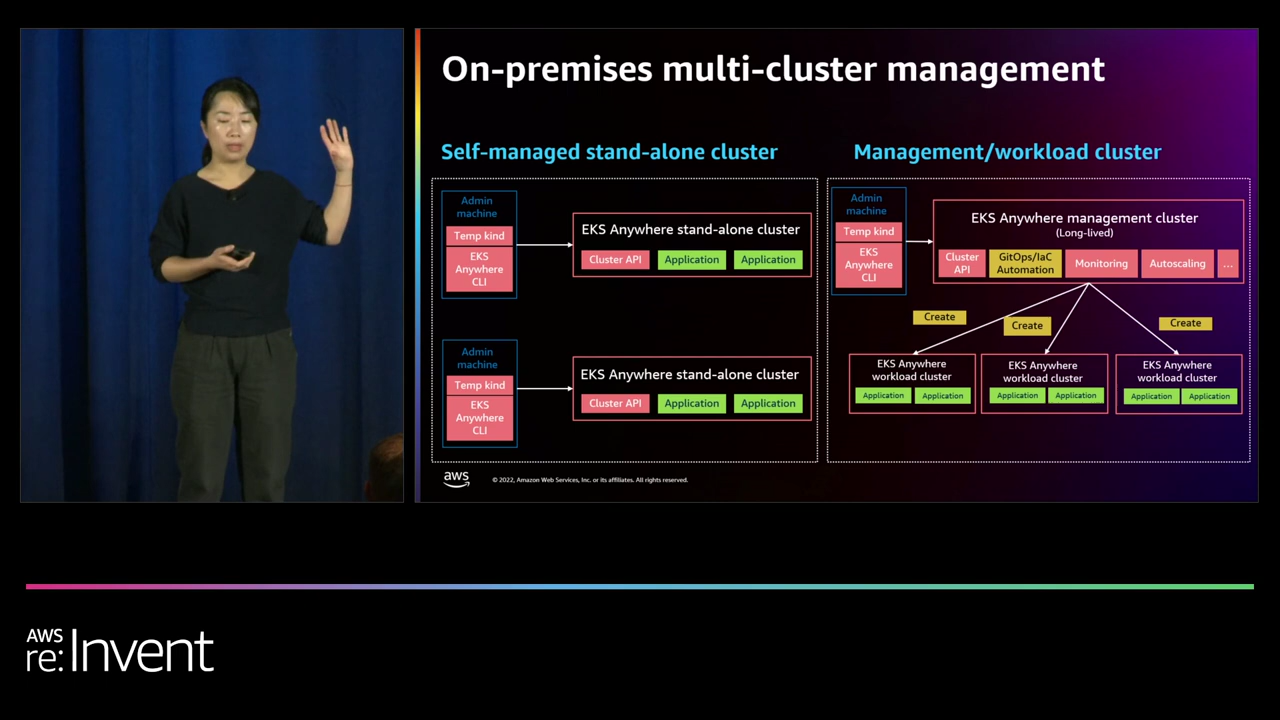 On-premises multi-cluster management
Self-managed stand-alone cluster
Admin
machine
Temp kind
EKS
Anywhere
CLI
EKS Anywhere stand-alone cluster
Cluster API
Application
Application
Admin
machine
Temp kind
EKS
Anywhere
CLI
EKS Anywhere stand-alone cluster
Cluster API
Application
Application
Management/workload cluster
Admin
machine
Temp kind
EKS
Anywhere
CLI
EKS Anywhere management cluster
(Long-lived)
Cluster
API
GitOps/IaC
Automation
Monitoring
Autoscaling
...
Create
Create
Create
EKS Anywhere
workload cluster
Application
Application
EKS Anywhere
workload cluster
Application
Application
EKS Anywhere
workload cluster
Application
Application
aws
© 2022, Amazon Web Services, Inc. or its affiliates. All rights reserved.
AWS
re:Invent